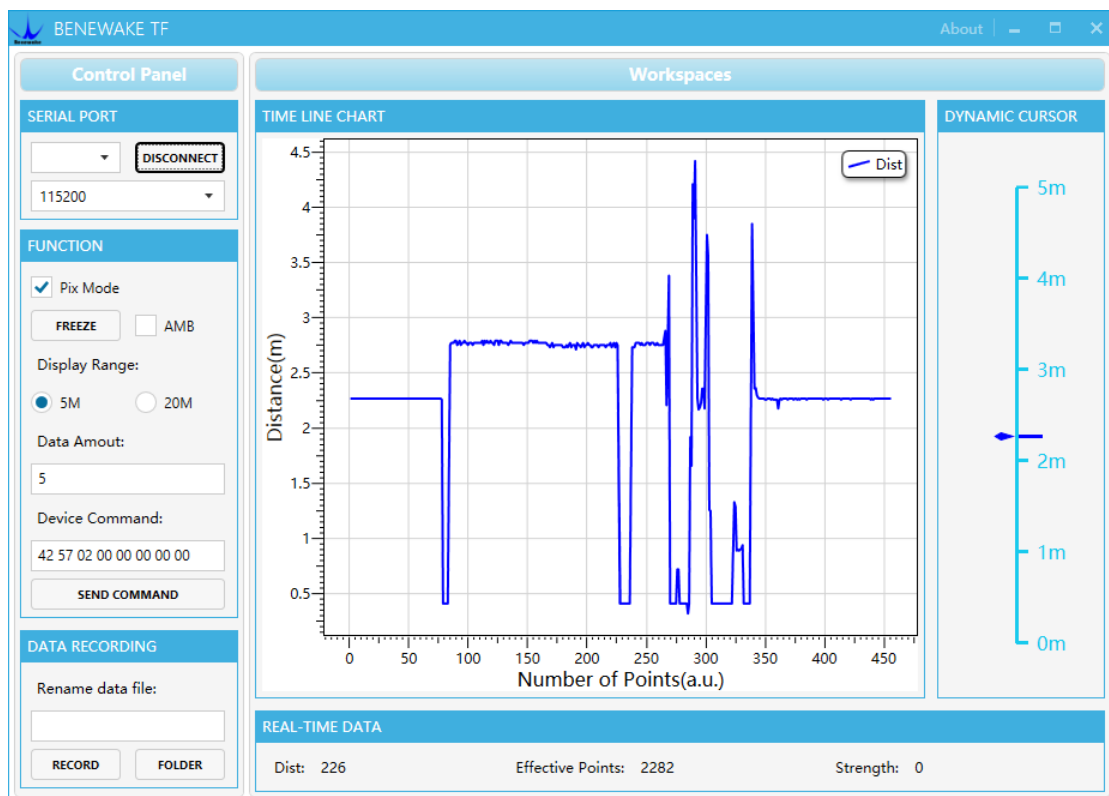 BENEWAKE TF
About
Benewake
Control Panel
Workspaces
SERIAL PORT
DISCONNECT
115200
FUNCTION
Pix Mode
FREEZE
AMB
Display Range:
5M
20M
Data Amout:
5
Device Command:
42 57 02 00 00 00 00 00
SEND COMMAND
DATA RECORDING
Rename data file:
RECORD
FOLDER
TIME LINE CHART
Dist
4.5
4
3.5
3
2.5
2
1.5
1
0.5
Distance(m)
0 50 100 150 200 250 300 350 400 450
Number of Points(a.u.)
DYNAMIC CURSOR
5m
4m
3m
2m
1m
0m
REAL-TIME DATA
Dist: 226 Effective Points: 2282 Strength: 0